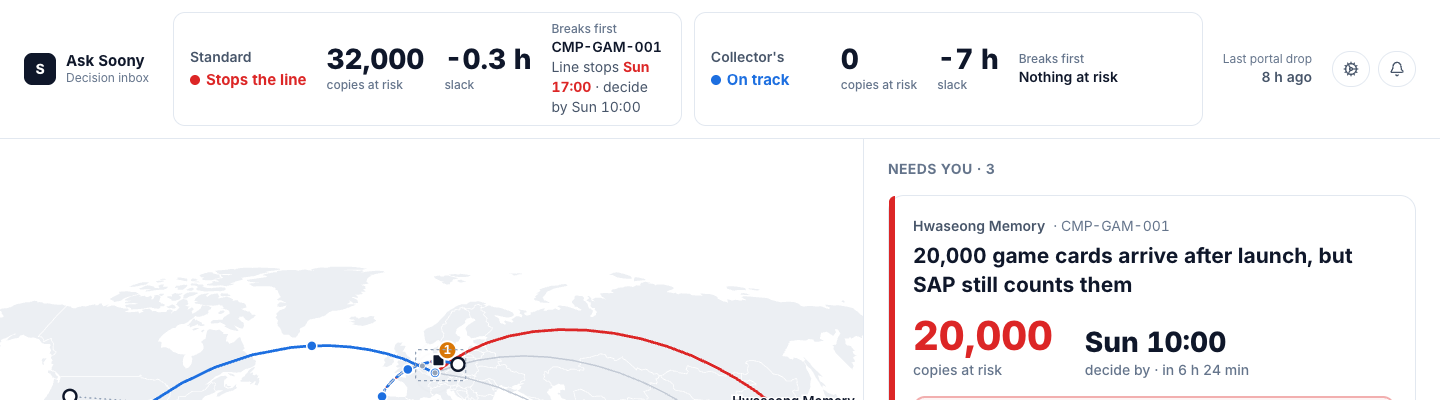 S
Ask Soony
Decision inbox
Standard
Stops the line
32,000
copies at risk
-0.3 h
slack
Breaks first
CMP-GAM-001
Line stops Sun
17:00 · decide
by Sun 10:00
Collector's
On track
0
copies at risk
-7 h
slack
Breaks first
Nothing at risk
Last portal drop
8 h ago
NEEDS YOU · 3
Hwaseong Memory · CMP-GAM-001
20,000 game cards arrive after launch, but
SAP still counts them
20,000
copies at risk
Sun 10:00
decide by · in 6 h 24 min
1
Hwaseong Memory